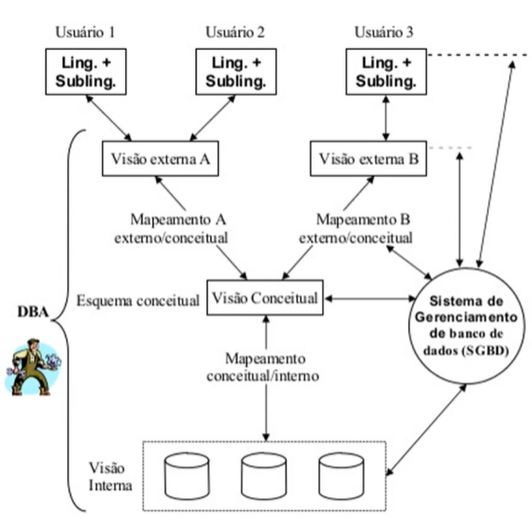 Usuário 1
Usuário 2
Usuário 3
Ling. +
Subling.
Ling. +
Subling.
Ling. +
Subling.
Visão externa A
Visão externa B
Mapeamento A
externo/conceitual
Mapeamento B
externo/conceitual
Esquema conceitual
Visão Conceitual
DBA
Sistema de
Gerenciamento
de banco de
dados (SGBD)
Mapeamento
conceitual/interno
Visão
Interna